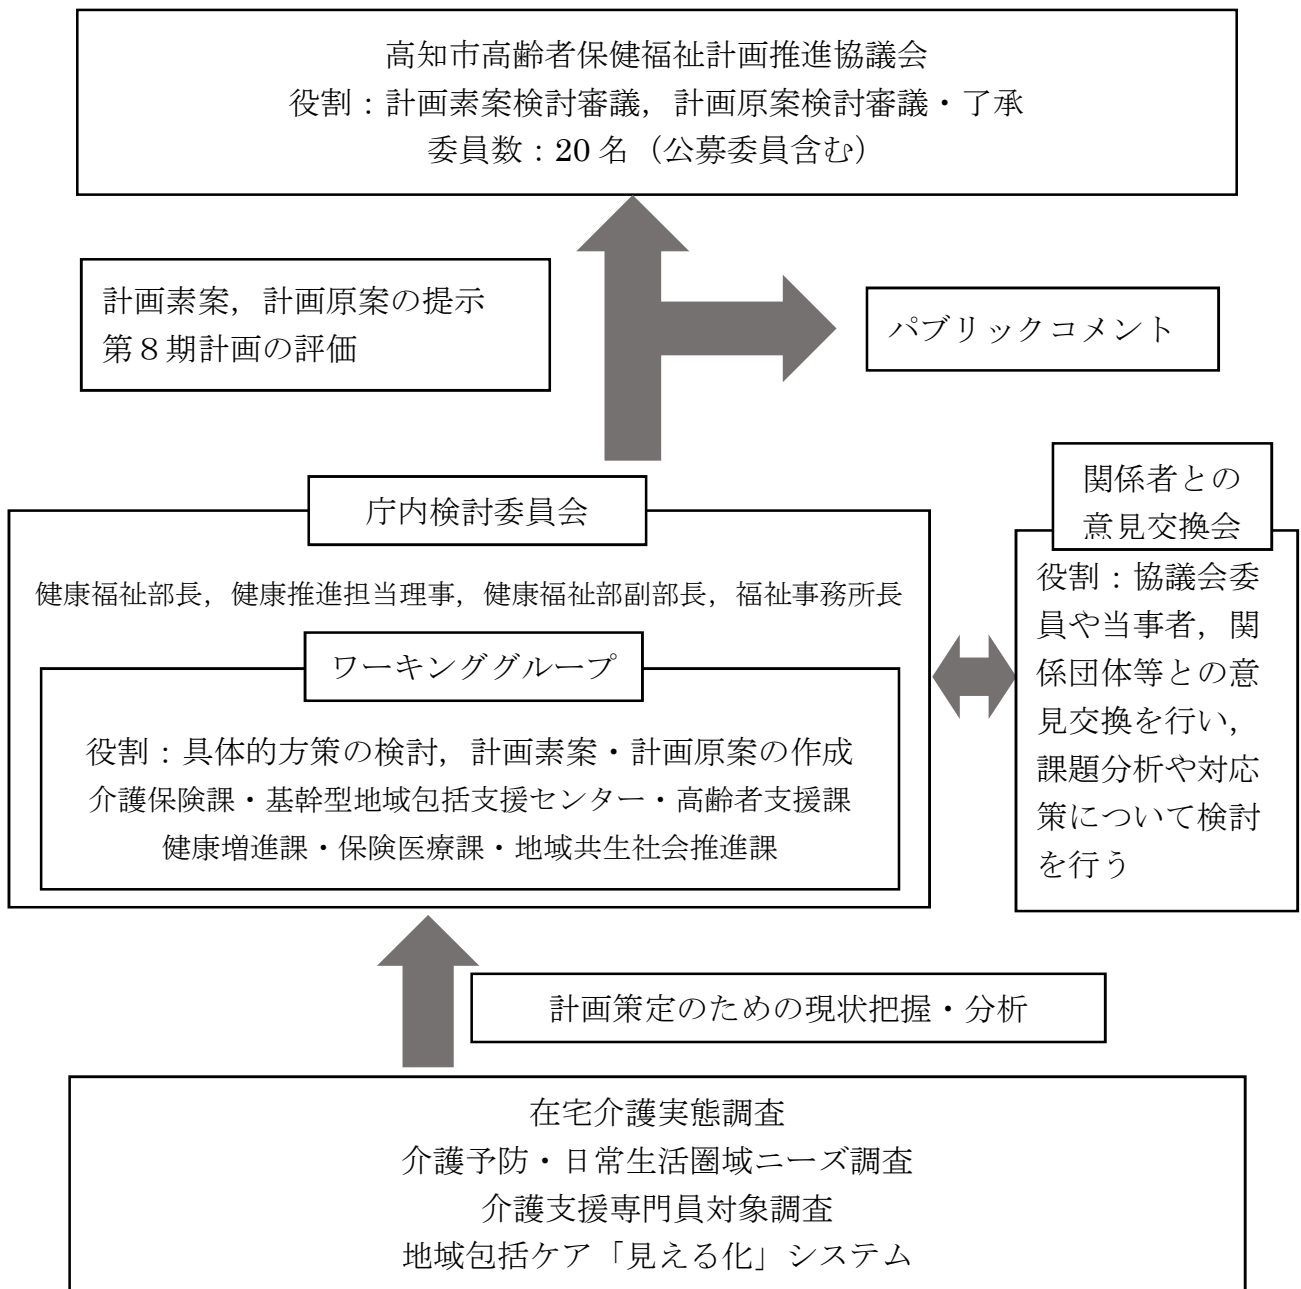 高知市高齢者保健福祉計画推進協議会
役割：計画素案検討審議，計画原案検討審議・了承
委員数：20 名（公募委員含む）
計画素案，計画原案の提示
第８期計画の評価
パブリックコメント
庁内検討委員会
健康福祉部長，健康推進担当理事，健康福祉部副部長，福祉事務所長
ワーキンググループ
役割：具体的方策の検討，計画素案・計画原案の作成
介護保険課・基幹型地域包括支援センター・高齢者支援課
健康増進課・保険医療課・地域共生社会推進課
関係者との
意見交換会
役割：協議会委
員や当事者，関
係団体等との意
見交換を行い，
課題分析や対応
策について検討
を行う
計画策定のための現状把握・分析
在宅介護実態調査
介護予防・日常生活圏域ニーズ調査
介護支援専門員対象調査
地域包括ケア「見える化」システム